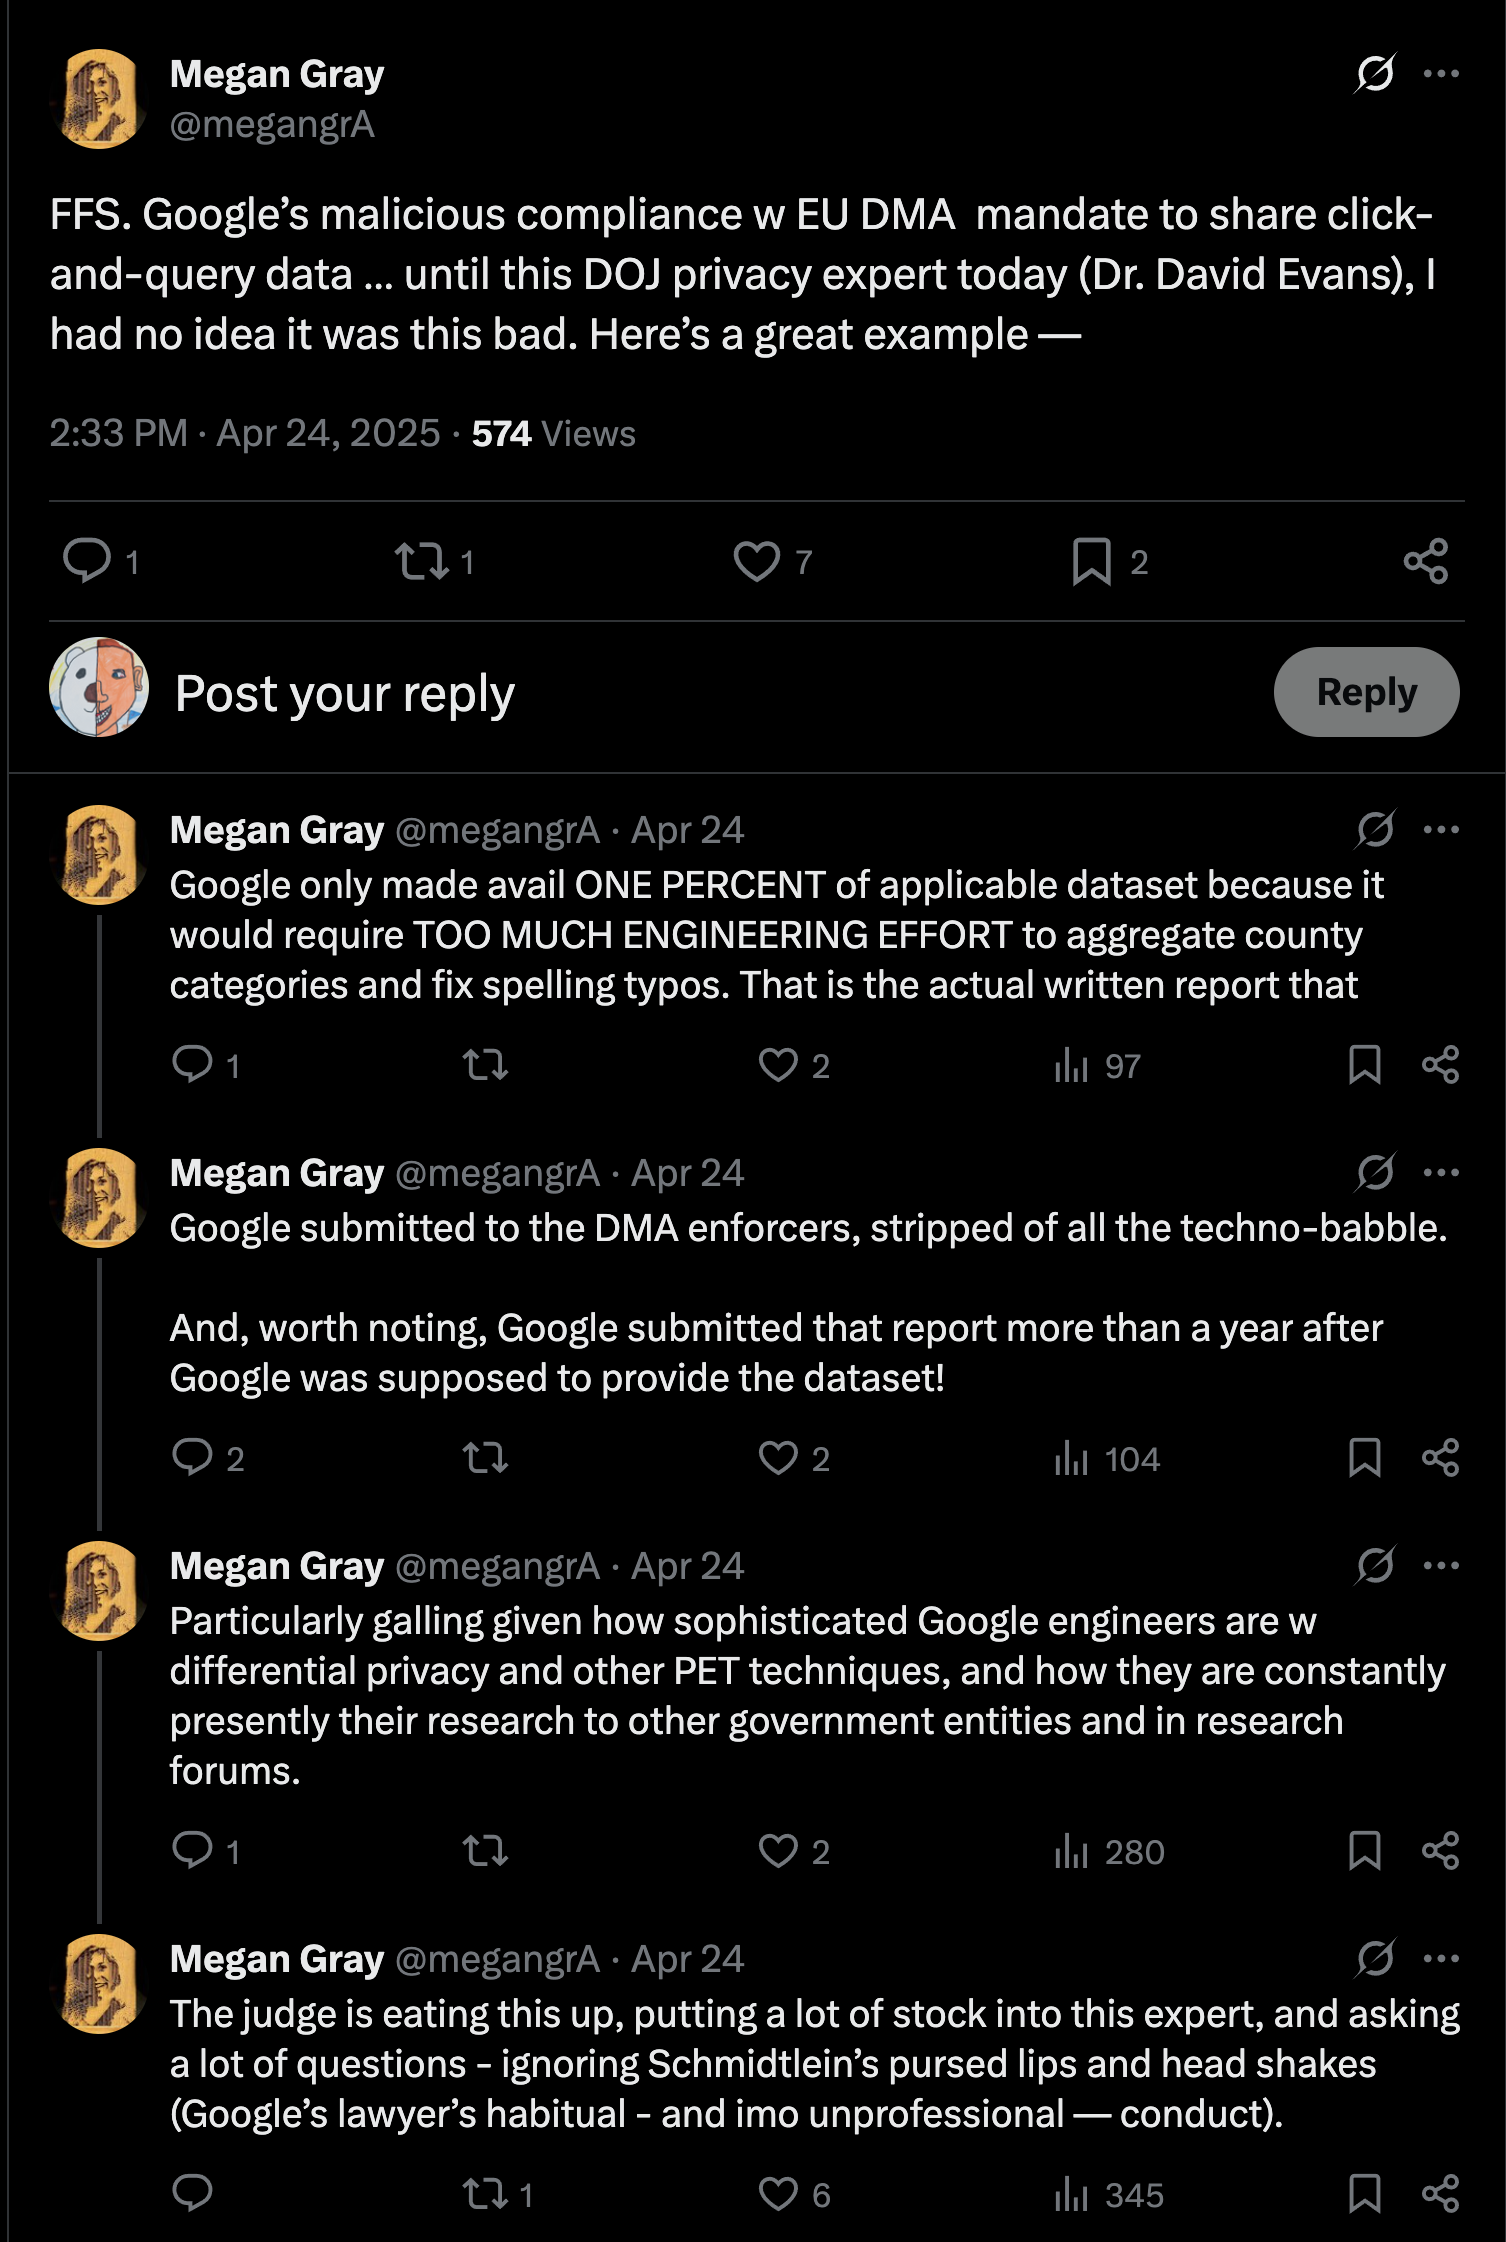 Megan Gray
@megangrA
FFS. Google’s malicious compliance w EU DMA  mandate to share click-
and-query data ... until this DOJ privacy expert today (Dr. David Evans), I
had no idea it was this bad. Here’s a great example —
2:33 PM · Apr 24, 2025 · 574 Views
1 1 7 2
Post your reply
Reply
Megan Gray @megangrA · Apr 24
Google only made avail ONE PERCENT of applicable dataset because it
would require TOO MUCH ENGINEERING EFFORT to aggregate county
categories and fix spelling typos. That is the actual written report that
1 2 97
Megan Gray @megangrA · Apr 24
Google submitted to the DMA enforcers, stripped of all the techno-babble.
And, worth noting, Google submitted that report more than a year after
Google was supposed to provide the dataset!
2 2 104
Megan Gray @megangrA · Apr 24
Particularly galling given how sophisticated Google engineers are w
differential privacy and other PET techniques, and how they are constantly
presently their research to other government entities and in research
forums.
1 2 280
Megan Gray @megangrA · Apr 24
The judge is eating this up, putting a lot of stock into this expert, and asking
a lot of questions - ignoring Schmidtlein’s pursed lips and head shakes
(Google’s lawyer’s habitual - and imo unprofessional — conduct).
1 6 345